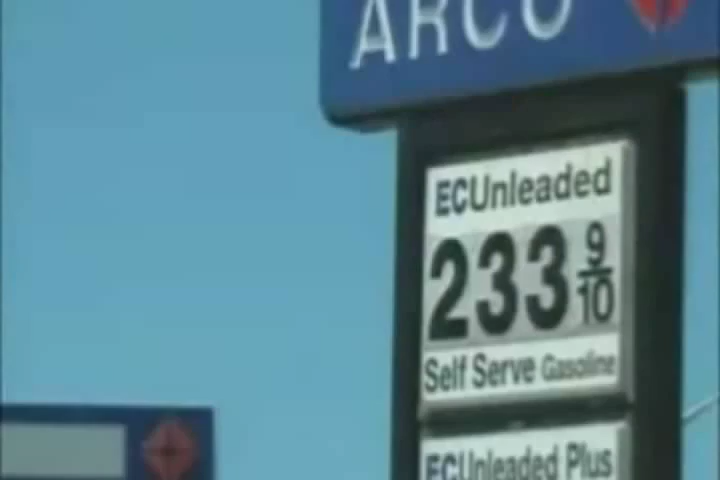 ARCO
ECUnleaded
233 9/10
Self Serve Gasoline
ECUnleaded Plus